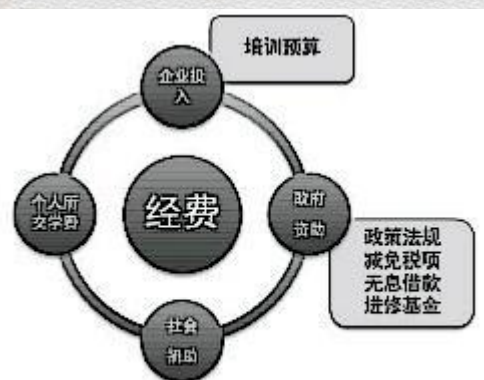 培训预算
企业投
入
个人所
交学费
经费
政府
资助
政策法规
减免税项
无息借款
进修基金
社会
捐助